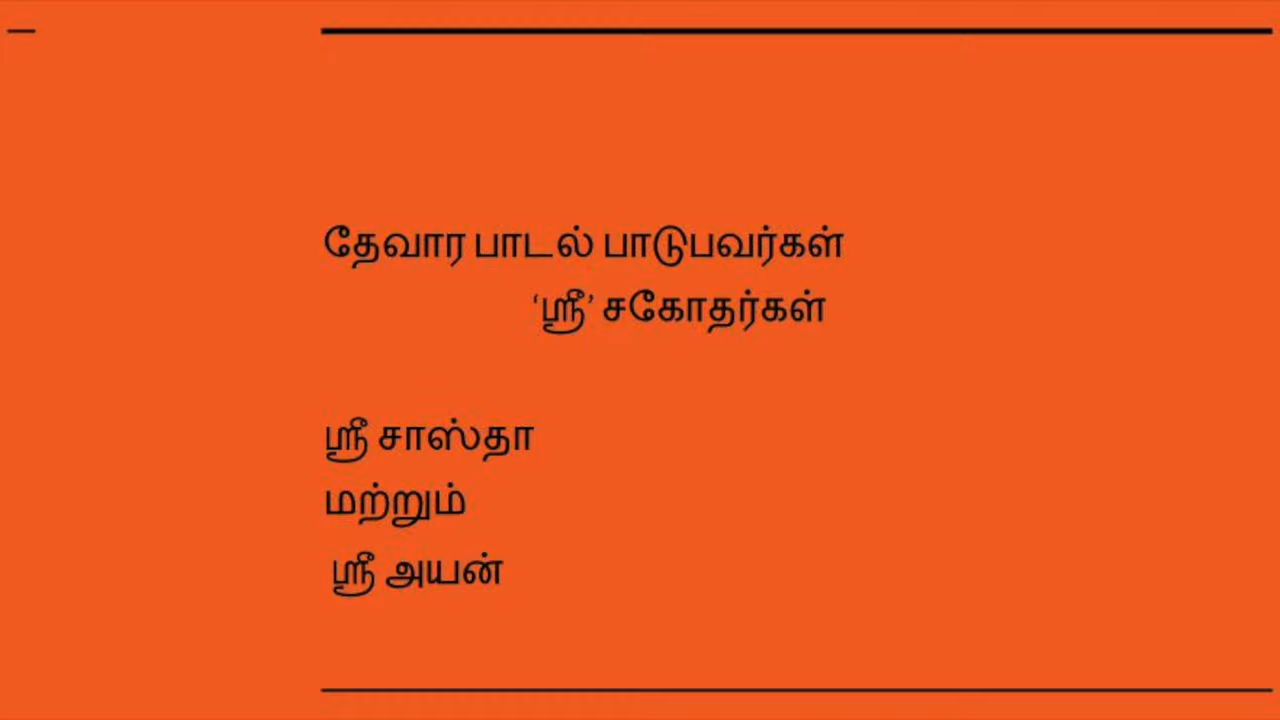 தேவார பாடல் பாடுபவர்கள்
‘ஸ்ரீ’ சகோதர்கள்
ஸ்ரீ சாஸ்தா
மற்றும்
ஸ்ரீ அயன்